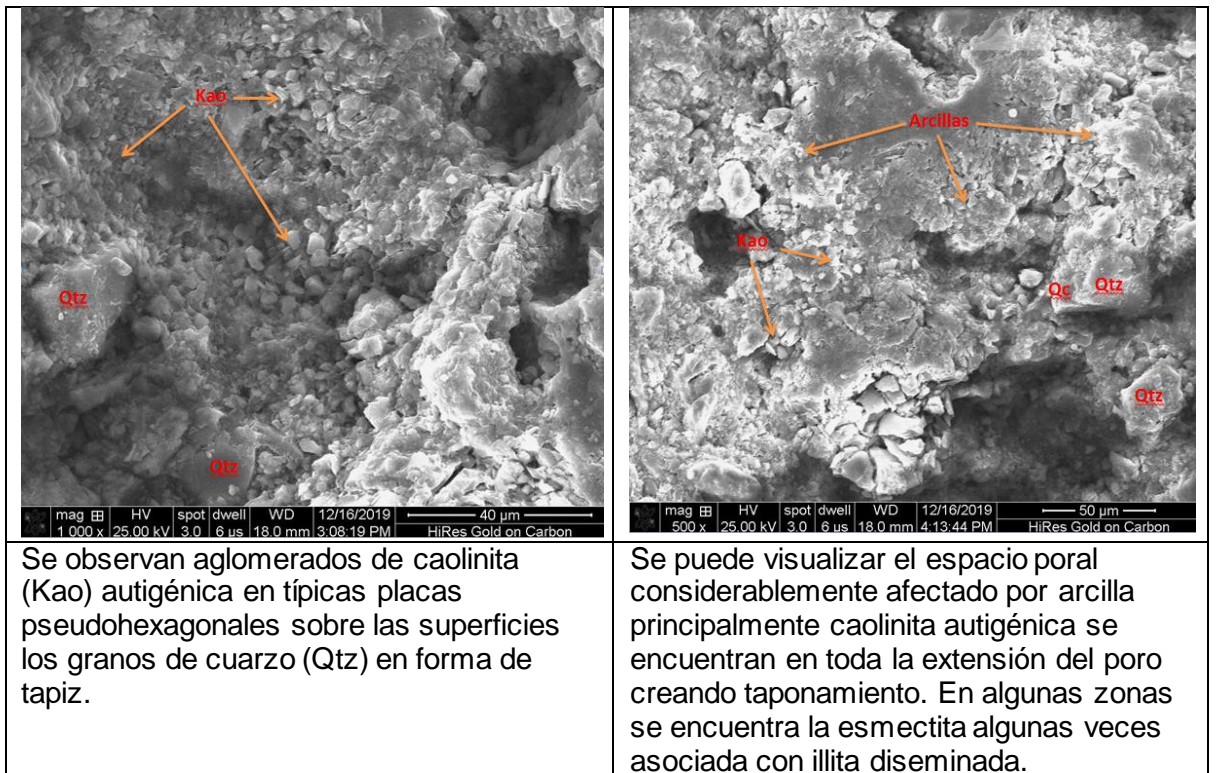 Kao
Qtz
Qtz
mag HV spot dwell WD 12/16/2019 40 µm
1 000 x 25.00 kV 3.0 6 µs 18.0 mm 3:08:19 PM HiRes Gold on Carbon
Se observan aglomerados de caolinita
(Kao) autigénica en típicas placas
pseudohexagonales sobre las superficies
los granos de cuarzo (Qtz) en forma de
tapiz.
Arcillas
Kao
Qc Qtz
Qtz
mag HV spot dwell WD 12/16/2019 50 µm
500 x 25.00 kV 3.0 6 µs 18.0 mm 4:13:44 PM HiRes Gold on Carbon
Se puede visualizar el espacio poral
considerablemente afectado por arcilla
principalmente caolinita autigénica se
encuentran en toda la extensión del poro
creando taponamiento. En algunas zonas
se encuentra la esmectita algunas veces
asociada con illita diseminada.